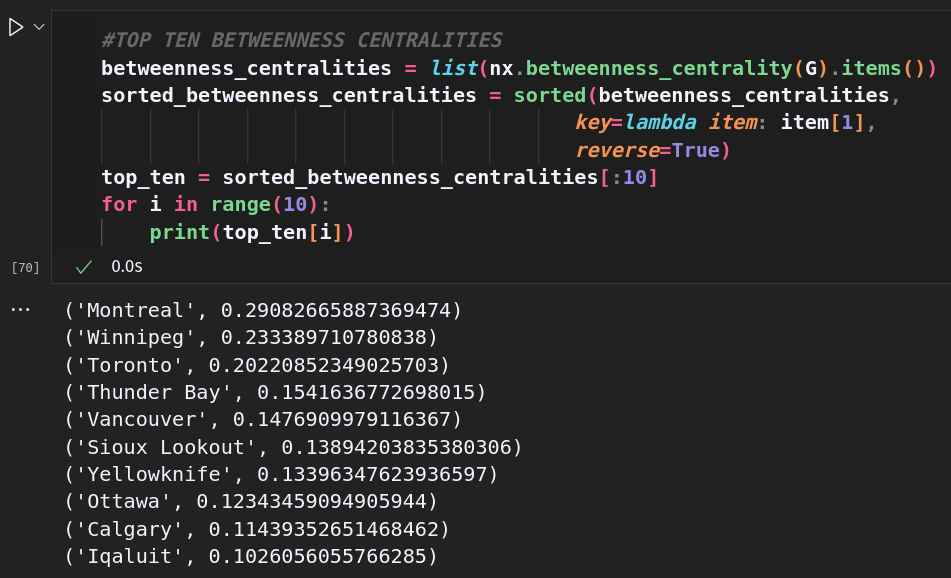 #TOP TEN BETWEENNESS CENTRALITIES
betweenness_centralities = list(nx.betweenness_centrality(G).items())
sorted_betweenness_centralities = sorted(betweenness_centralities,
key=lambda item: item[1],
reverse=True)
top_ten = sorted_betweenness_centralities[:10]
for i in range(10):
print(top_ten[i])
[70]
0.0s
('Montreal', 0.29082665887369474)
('Winnipeg', 0.233389710780838)
('Toronto', 0.20220852349025703)
('Thunder Bay', 0.1541636772698015)
('Vancouver', 0.1476909979116367)
('Sioux Lookout', 0.13894203835380306)
('Yellowknife', 0.13396347623936597)
('Ottawa', 0.12343459094905944)
('Calgary', 0.11439352651468462)
('Iqaluit', 0.1026056055766285)